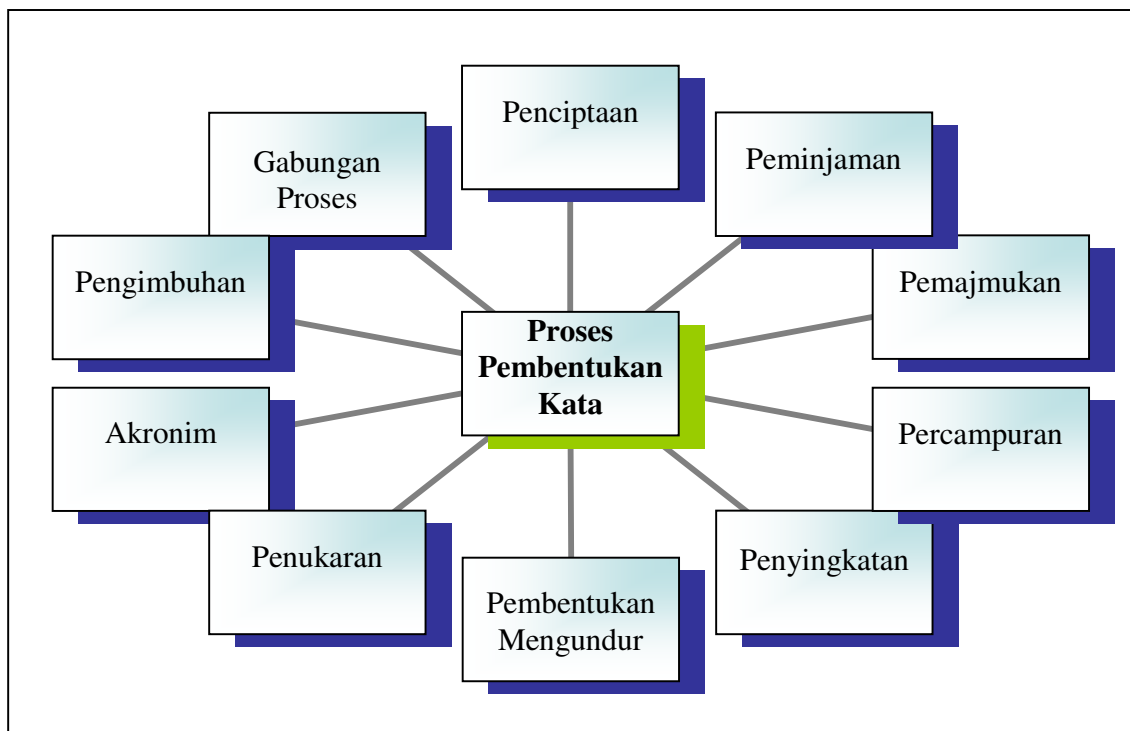 Penciptaan
Peminjaman
Pemajmukan
Percampuran
Penyingkatan
Pembentukan
Mengundur
Penukaran
Akronim
Pengimbuhan
Gabungan
Proses
Proses
Pembentukan
Kata